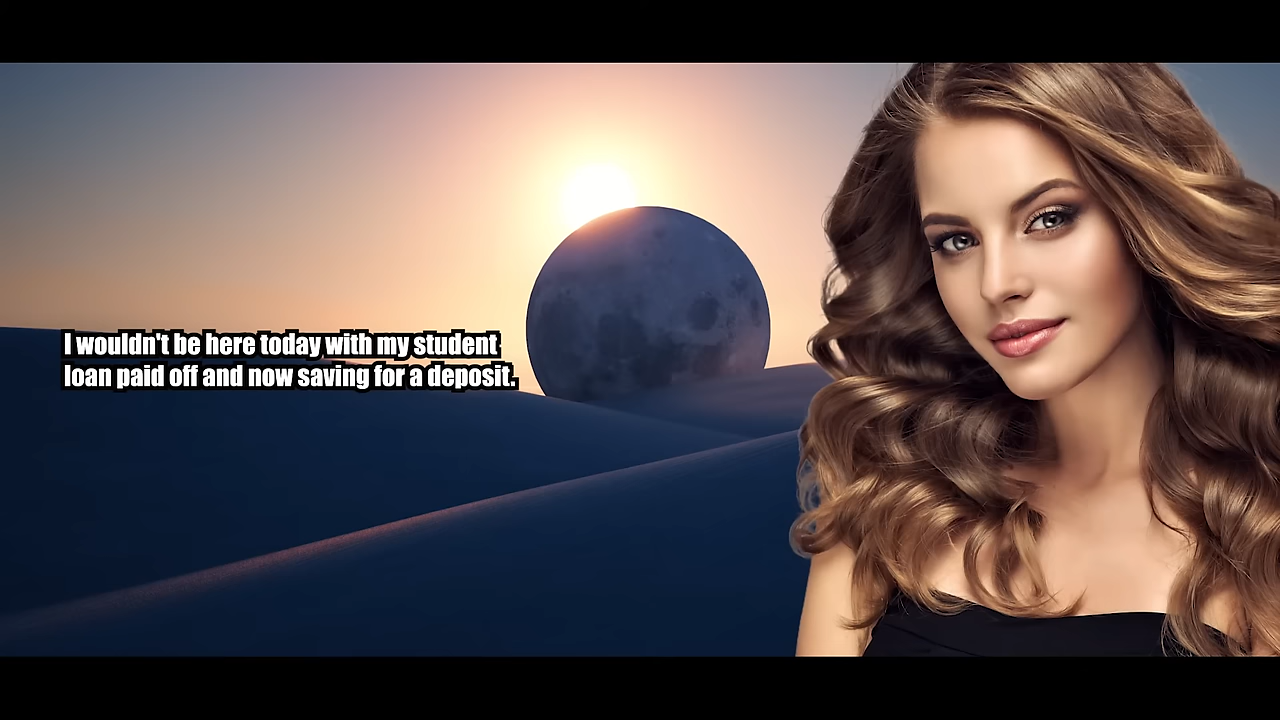 I wouldn't be here today with my student
loan paid off and now saving for a deposit.